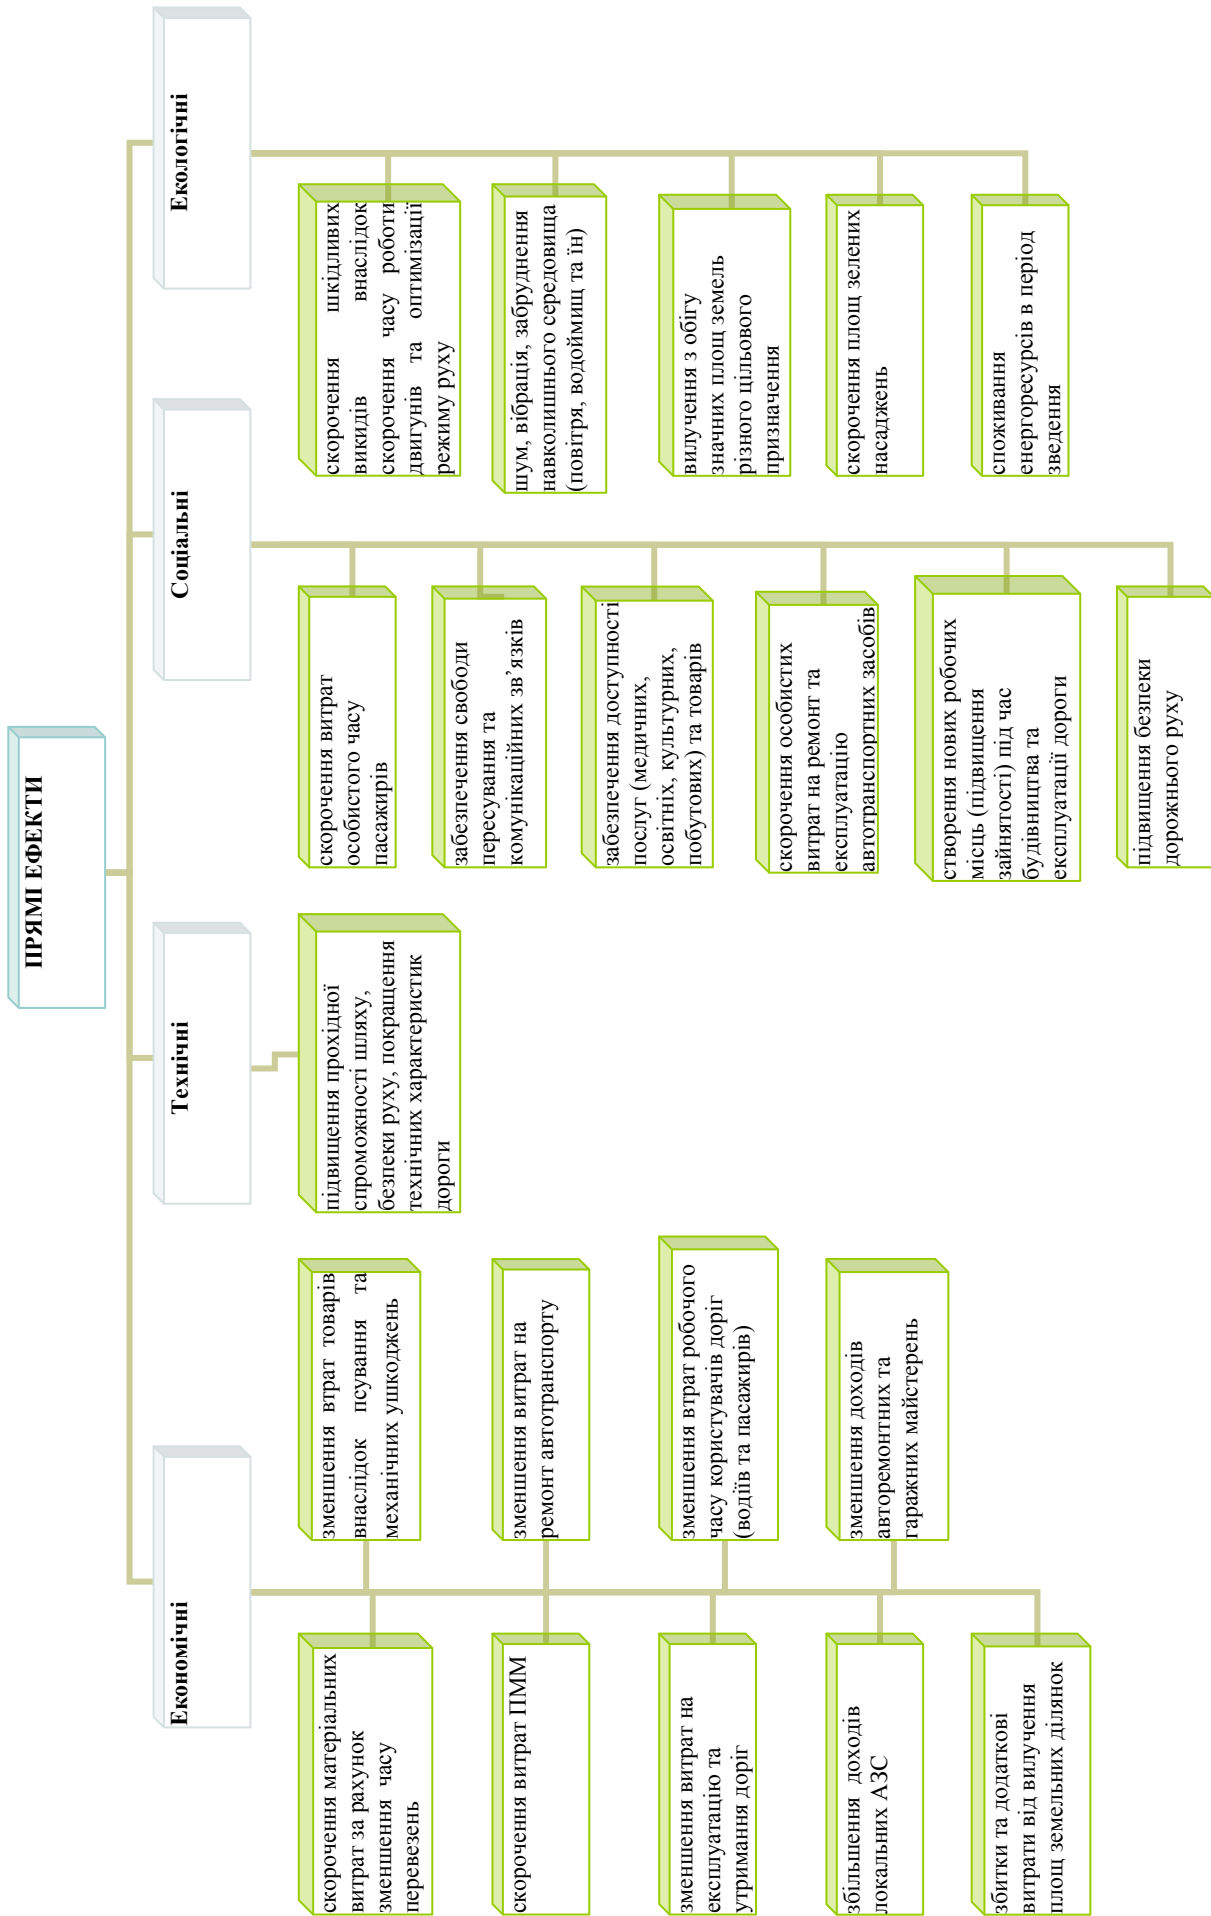 ПРЯМІ ЕФЕКТИ
Економічні
Технічні
Соціальні
Екологічні
скорочення матеріальних
витрат за рахунок
зменшення часу
перевезень
скорочення витрат ПММ
зменшення витрат на
експлуатацію та
утримання доріг
збільшення доходів
локальних АЗС
збитки та додаткові
витрати від вилучення
площ земельних ділянок
зменшення втрат товарів
внаслідок псування та
механічних ушкоджень
зменшення витрат на
ремонт автотранспорту
зменшення втрат робочого
часу користувачів доріг
(водіїв та пасажирів)
зменшення доходів
авторемонтних та
гаражних майстерень
підвищення прохідної
спроможності шляху,
безпеки руху, покращення
технічних характеристик
дороги
скорочення витрат
особистого часу
пасажирів
забезпечення свободи
пересування та
комунікаційних зв’язків
забезпечення доступності
послуг (медичних,
освітніх, культурних,
побутових) та товарів
скорочення особистих
витрат на ремонт та
експлуатацію
автотранспортних засобів
створення нових робочих
місць (підвищення
зайнятості) під час
будівництва та
експлуатації дороги
підвищення безпеки
дорожнього руху
скорочення шкідливих
викидів внаслідок
скорочення часу роботи
двигунів та оптимізації
режиму руху
шум, вібрація, забруднення
навколишнього середовища
(повітря, водоймищ та їн)
вилучення з обігу
значних площ земель
різного цільового
призначення
скорочення площ зелених
насаджень
споживання
енергоресурсів в період
зведення